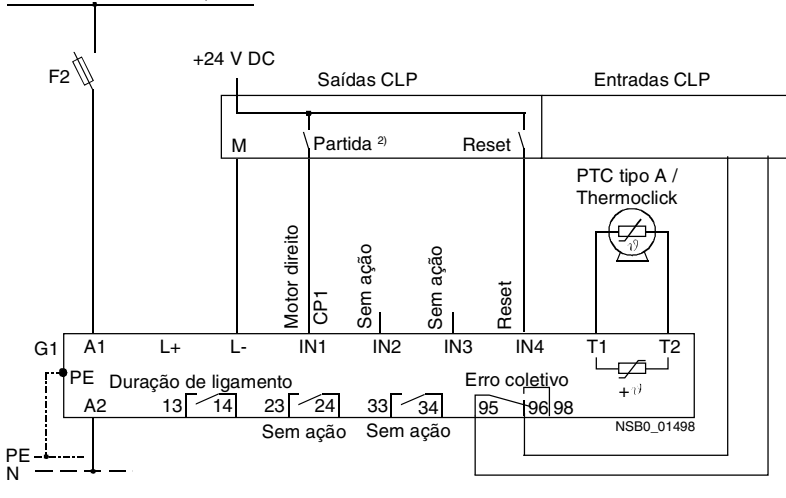 F2
+24 V DC
Saídas CLP
Entradas CLP
M
Partida 2)
Reset
PTC tipo A /
Thermoclick
ϑ
Motor direito
CP1
Sem ação
Sem ação
Reset
G1
A1
L+
L-
IN1
IN2
IN3
IN4
T1
T2
PE
Duração de ligamento
Erro coletivo
+ϑ
A2
13
14
23
24
33
34
95
96
98
Sem ação
Sem ação
NSB0_01498
PE
N